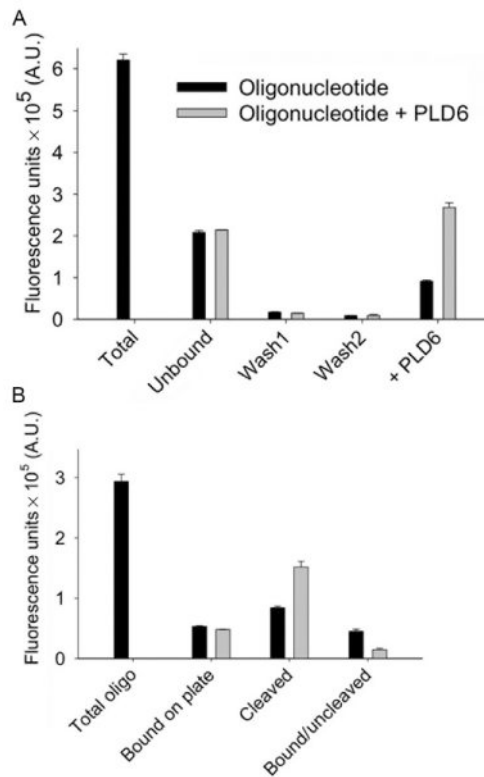 A
Fluorescence units × 10⁵ (A.U.)
6
5
4
3
2
1
0
Oligonucleotide
Oligonucleotide + PLD6
Total
Unbound
Wash1
Wash2
+ PLD6
B
Fluorescence units × 10⁵ (A.U.)
3
2
1
0
Total oligo
Bound on plate
Cleaved
Bound/uncleaved